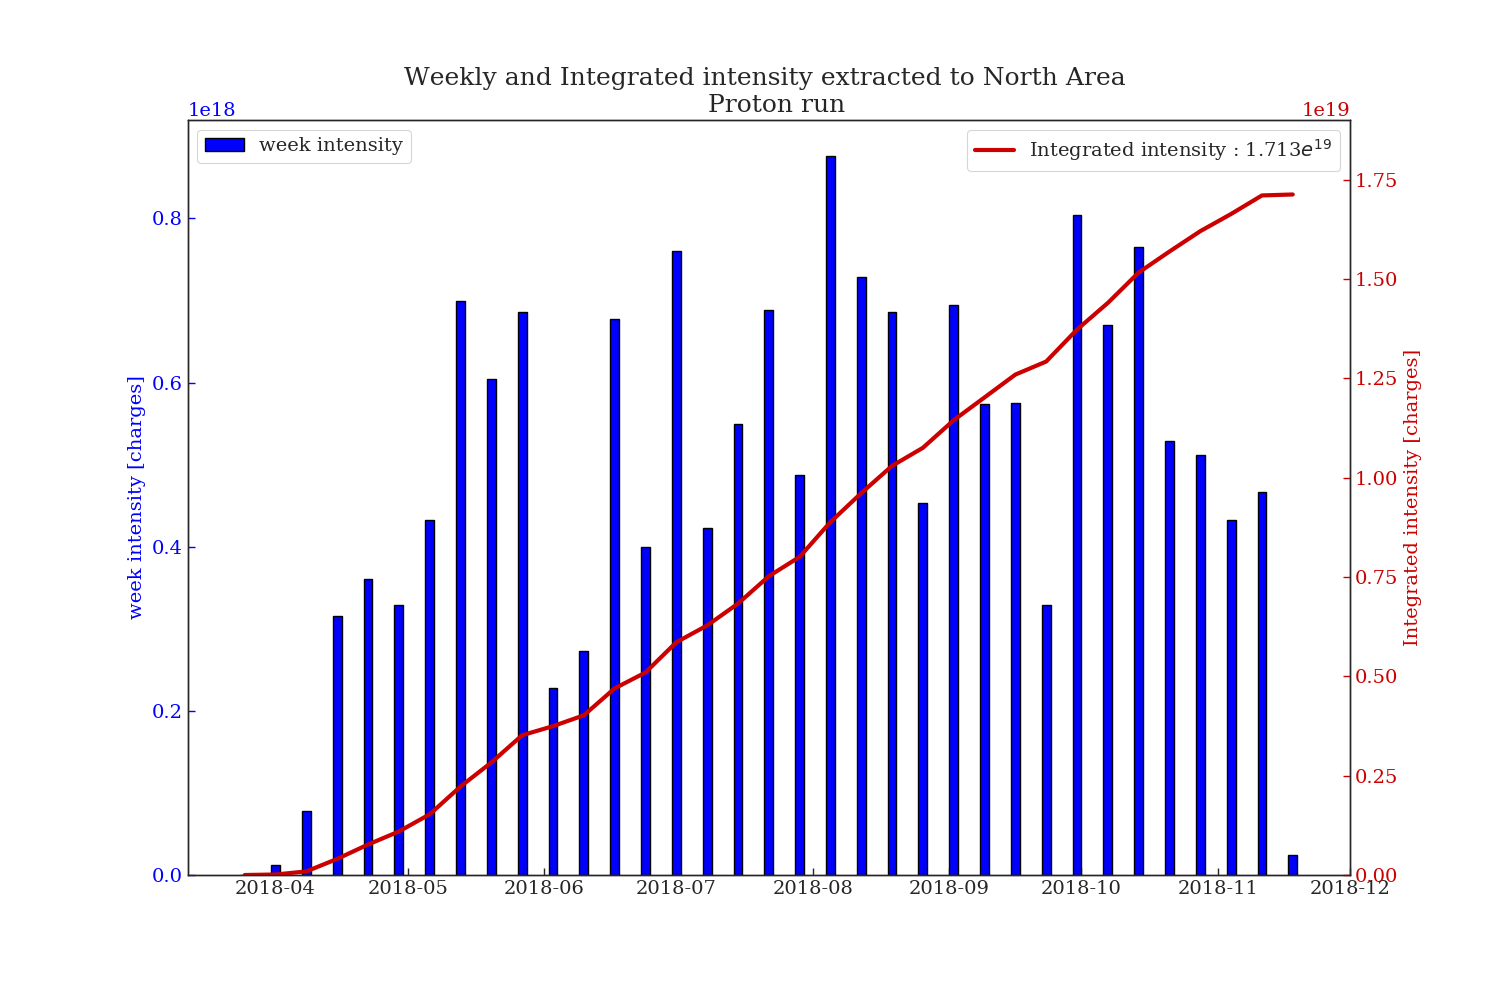 Weekly and Integrated intensity extracted to North Area
Proton run
1e18
1e19
week intensity
Integrated intensity : 1.713e¹⁹
0.8
0.6
0.4
0.2
0.0
week intensity [charges]
1.75
1.50
1.25
1.00
0.75
0.50
0.25
0.00
Integrated intensity [charges]
2018-04 2018-05 2018-06 2018-07 2018-08 2018-09 2018-10 2018-11 2018-12